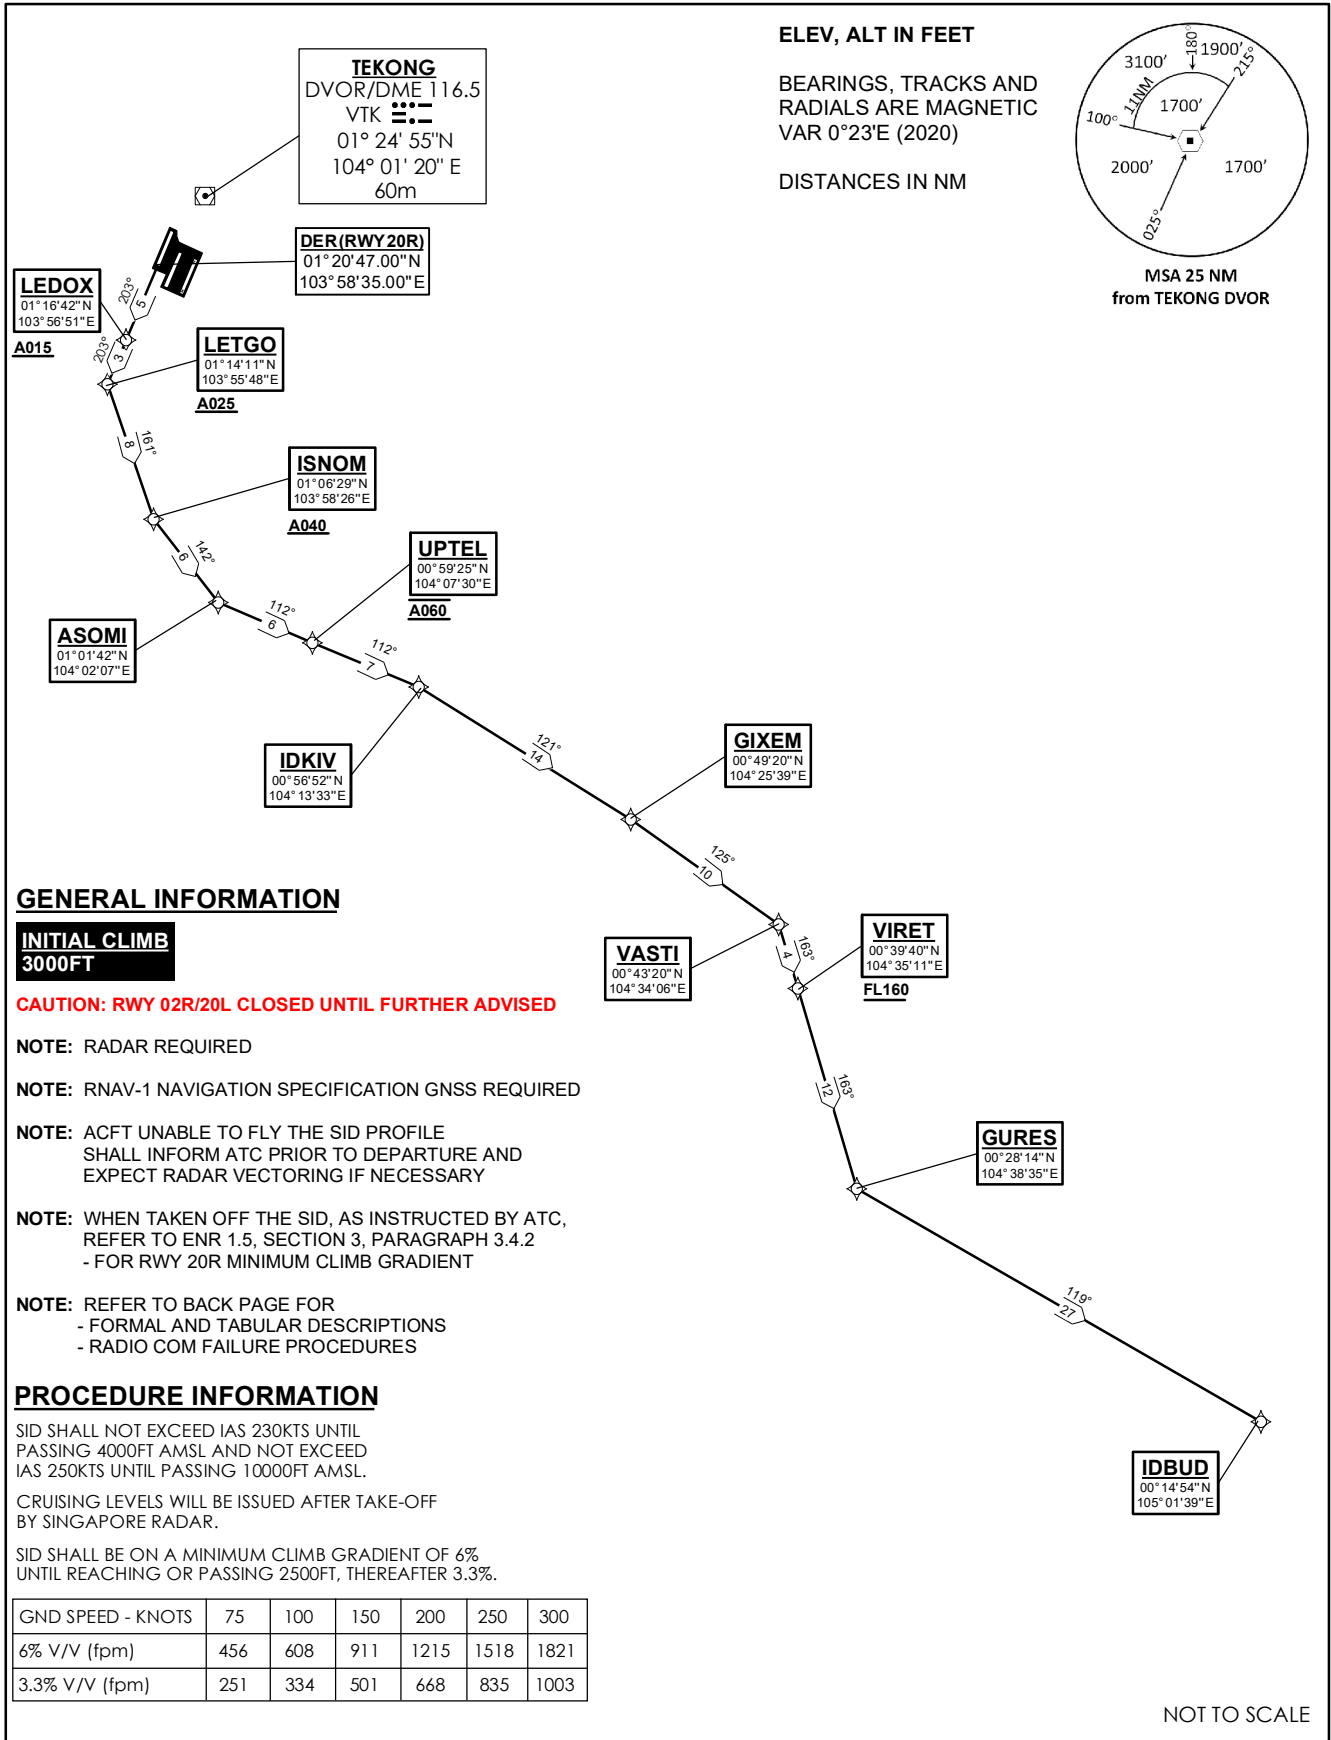 ELEV, ALT IN FEET
BEARINGS, TRACKS AND
RADIALS ARE MAGNETIC
VAR 0°23'E (2020)
DISTANCES IN NM
3100'
180°
1900'
215°
11NM
1700'
100°
2000'
1700'
025°
MSA 25 NM
from TEKONG DVOR
TEKONG
DVOR/DME 116.5
VTK
01° 24' 55"N
104° 01' 20" E
60m
DER(RWY20R)
01°20'47.00"N
103°58'35.00"E
LEDOX
01°16'42"N
103°56'51"E
A015
203°
5
203°
3
LETGO
01°14'11"N
103°55'48"E
A025
161°
8
ISNOM
01°06'29"N
103°58'26"E
A040
142°
6
UPTEL
00°59'25"N
104°07'30"E
A060
ASOMI
01°01'42"N
104°02'07"E
112°
6
112°
7
IDKIV
00°56'52"N
104°13'33"E
121°
14
GIXEM
00°49'20"N
104°25'39"E
125°
10
VASTI
00°43'20"N
104°34'06"E
163°
4
VIRET
00°39'40"N
104°35'11"E
FL160
163°
12
GURES
00°28'14"N
104°38'35"E
119°
27
IDBUD
00°14'54"N
105°01'39"E
GENERAL INFORMATION
INITIAL CLIMB
3000FT
CAUTION: RWY 02R/20L CLOSED UNTIL FURTHER ADVISED
NOTE: RADAR REQUIRED
NOTE: RNAV-1 NAVIGATION SPECIFICATION GNSS REQUIRED
NOTE: ACFT UNABLE TO FLY THE SID PROFILE
SHALL INFORM ATC PRIOR TO DEPARTURE AND
EXPECT RADAR VECTORING IF NECESSARY
NOTE: WHEN TAKEN OFF THE SID, AS INSTRUCTED BY ATC,
REFER TO ENR 1.5, SECTION 3, PARAGRAPH 3.4.2
- FOR RWY 20R MINIMUM CLIMB GRADIENT
NOTE: REFER TO BACK PAGE FOR
- FORMAL AND TABULAR DESCRIPTIONS
- RADIO COM FAILURE PROCEDURES
PROCEDURE INFORMATION
SID SHALL NOT EXCEED IAS 230KTS UNTIL
PASSING 4000FT AMSL AND NOT EXCEED
IAS 250KTS UNTIL PASSING 10000FT AMSL.
CRUISING LEVELS WILL BE ISSUED AFTER TAKE-OFF
BY SINGAPORE RADAR.
SID SHALL BE ON A MINIMUM CLIMB GRADIENT OF 6%
UNTIL REACHING OR PASSING 2500FT, THEREAFTER 3.3%.
GND SPEED - KNOTS 75 100 150 200 250 300
6% V/V (fpm) 456 608 911 1215 1518 1821
3.3% V/V (fpm) 251 334 501 668 835 1003
NOT TO SCALE